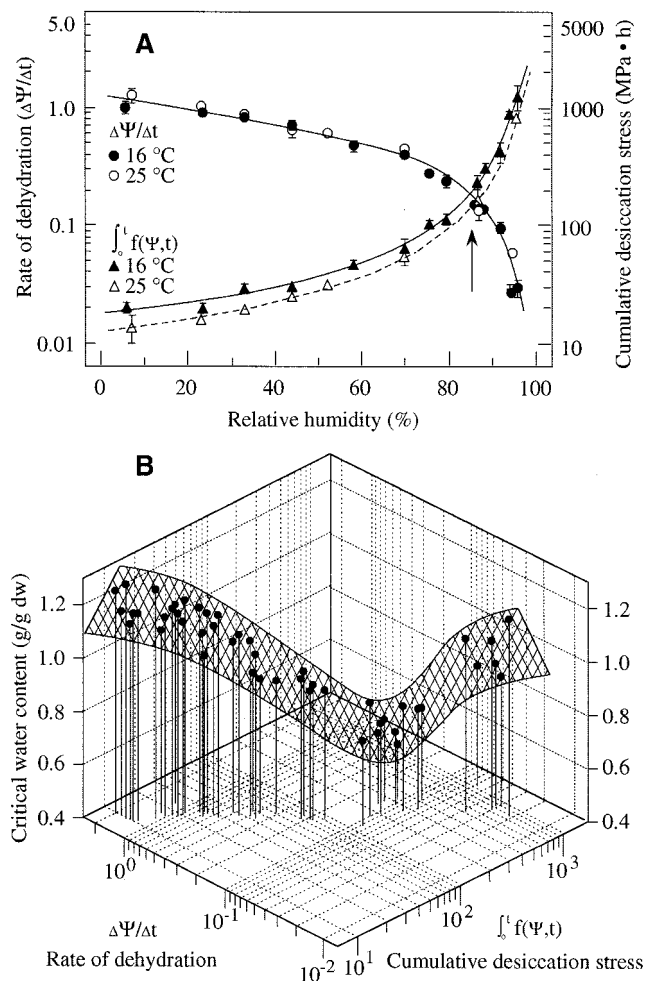 A
Rate of dehydration (ΔΨ/Δt)
5.0
1.0
0.1
0.01
ΔΨ/Δt
● 16 °C
○ 25 °C
∫₀ᵗ f(Ψ,t)
▲ 16 °C
△ 25 °C
5000
1000
100
10
Cumulative desiccation stress (MPa • h)
0 20 40 60 80 100
Relative humidity (%)
B
Critical water content (g/g dw)
1.2
1.0
0.8
0.6
0.4
1.2
1.0
0.8
0.6
0.4
10⁰
10⁻¹
10⁻²
10¹
10²
10³
ΔΨ/Δt
Rate of dehydration
∫₀ᵗ f(Ψ,t)
Cumulative desiccation stress